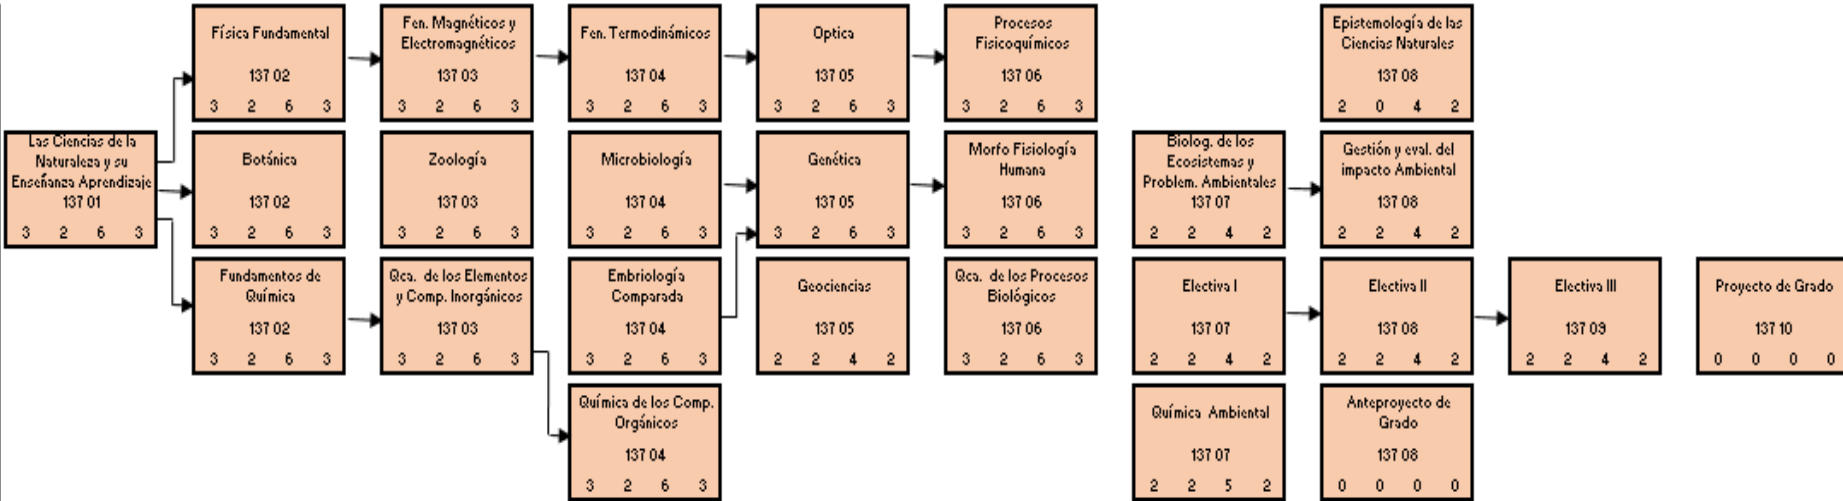 Física Fundamental
137 02
3 2 6 3
Fen. Magnéticos y
Electromagnéticos
137 03
3 2 6 3
Fen. Termodinámicos
137 04
3 2 6 3
Optica
137 05
3 2 6 3
Procesos
Fisicoquímicos
137 06
3 2 6 3
Epistemología de las
Ciencias Naturales
137 08
2 0 4 2
Las Ciencias de la
Naturaleza y su
Enseñanza Aprendizaje
137 01
3 2 6 3
Botánica
137 02
3 2 6 3
Zoología
137 03
3 2 6 3
Microbiología
137 04
3 2 6 3
Genética
137 05
3 2 6 3
Morfo Fisiología
Humana
137 06
3 2 6 3
Biolog. de los
Ecosistemas y
Problem. Ambientales
137 07
2 2 4 2
Gestión y eval. del
impacto Ambiental
137 08
2 2 4 2
Fundamentos de
Química
137 02
3 2 6 3
Qca. de los Elementos
y Comp. Inorgánicos
137 03
3 2 6 3
Embriología
Comparada
137 04
3 2 6 3
Geociencias
137 05
2 2 4 2
Qca. de los Procesos
Biológicos
137 06
3 2 6 3
Electiva I
137 07
2 2 4 2
Electiva II
137 08
2 2 4 2
Electiva III
137 09
2 2 4 2
Proyecto de Grado
137 10
0 0 0 0
Química de los Comp.
Orgánicos
137 04
3 2 6 3
Química Ambiental
137 07
2 2 5 2
Anteproyecto de
Grado
137 08
0 0 0 0